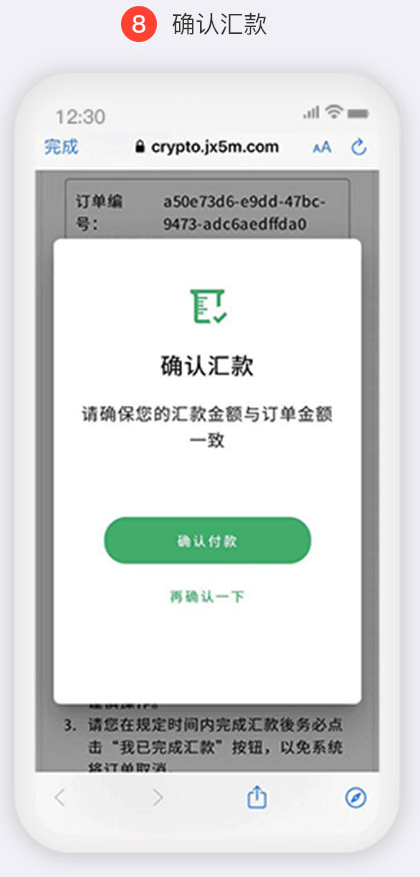 8 确认汇款
12:30
完成 crypto.jx5m.com AA
订单编 a50e73d6-e9dd-47bc-
号: 9473-adc6aedffda0
确认汇款
请确保您的汇款金额与订单金额
一致
确认付款
再确认一下
3. 请您在规定时间内完成汇款後务必点
击“我已完成汇款”按钮，以免系统
将订单取消。